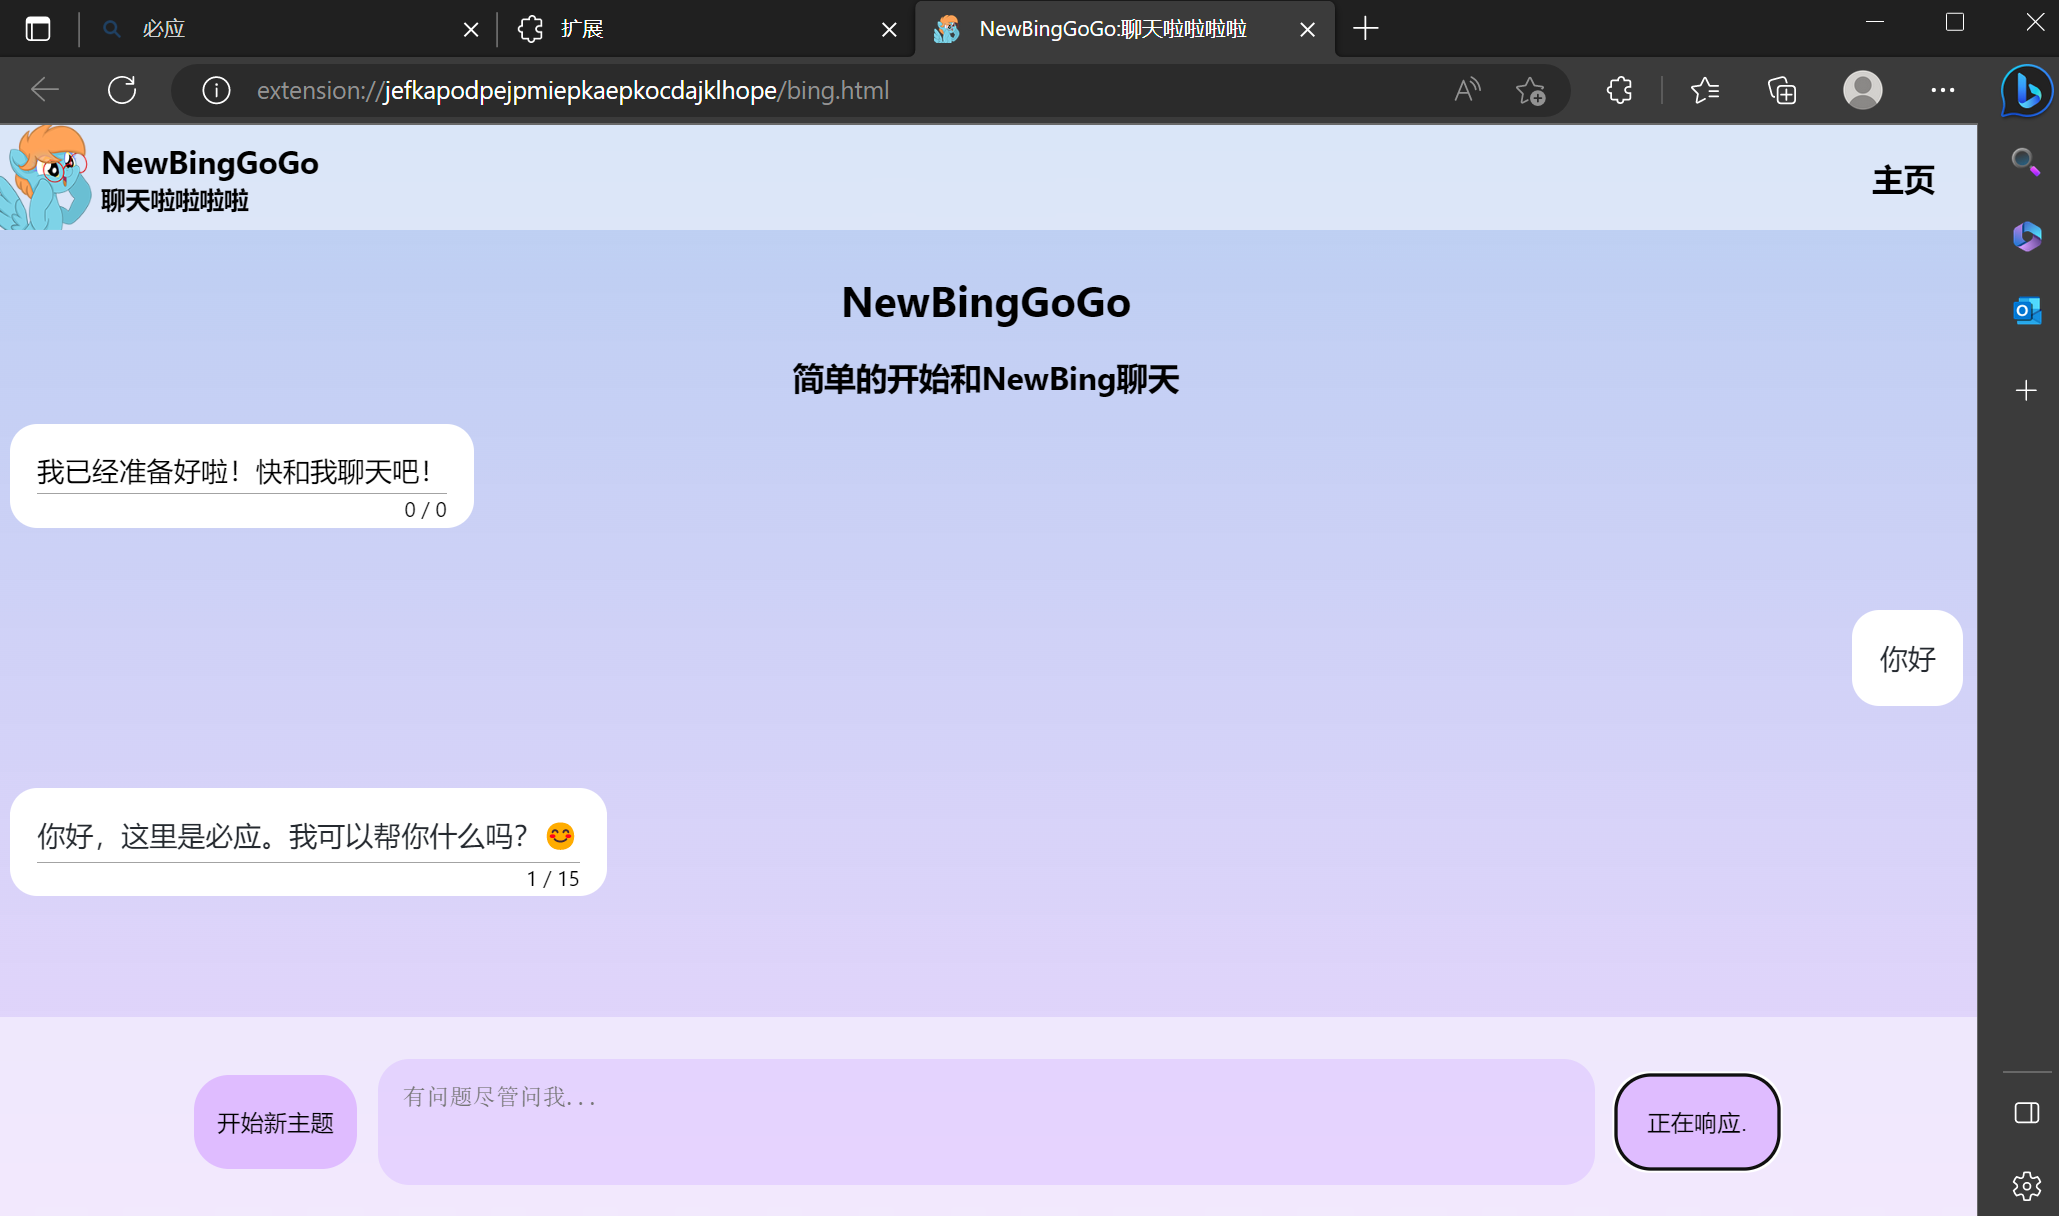 必应
扩展
NewBingGoGo:聊天啦啦啦啦
extension://jefkapodpejpmiepkaepkocdajklhope/bing.html
NewBingGoGo
聊天啦啦啦啦
主页
NewBingGoGo
简单的开始和NewBing聊天
我已经准备好啦！快和我聊天吧！
0 / 0
你好
你好，这里是必应。我可以帮你什么吗？😊
1 / 15
开始新主题
有问题尽管问我...
正在响应.